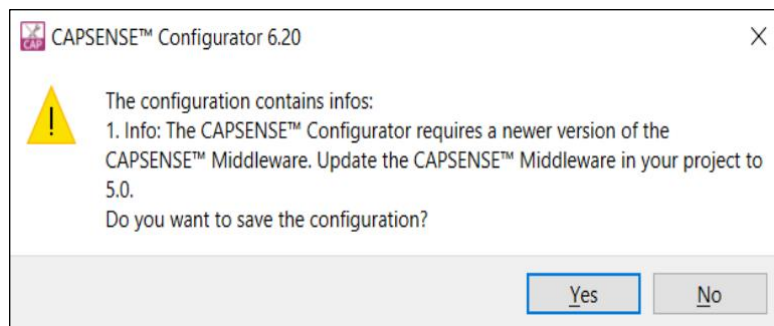 CAP
CAPSENSE™ Configurator 6.20
The configuration contains infos:
1. Info: The CAPSENSE™ Configurator requires a newer version of the
CAPSENSE™ Middleware. Update the CAPSENSE™ Middleware in your project to
5.0.
Do you want to save the configuration?
Yes
No